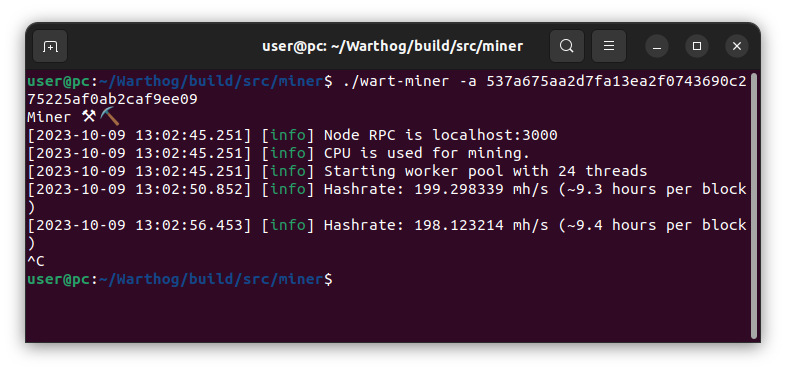 user@pc: ~/Warthog/build/src/miner
user@pc:~/Warthog/build/src/miner$ ./wart-miner -a 537a675aa2d7fa13ea2f0743690c2
75225af0ab2caf9ee09
Miner ⚒️⛏️
[2023-10-09 13:02:45.251] [info] Node RPC is localhost:3000
[2023-10-09 13:02:45.251] [info] CPU is used for mining.
[2023-10-09 13:02:45.251] [info] Starting worker pool with 24 threads
[2023-10-09 13:02:50.852] [info] Hashrate: 199.298339 mh/s (~9.3 hours per block
)
[2023-10-09 13:02:56.453] [info] Hashrate: 198.123214 mh/s (~9.4 hours per block
)
^C
user@pc:~/Warthog/build/src/miner$